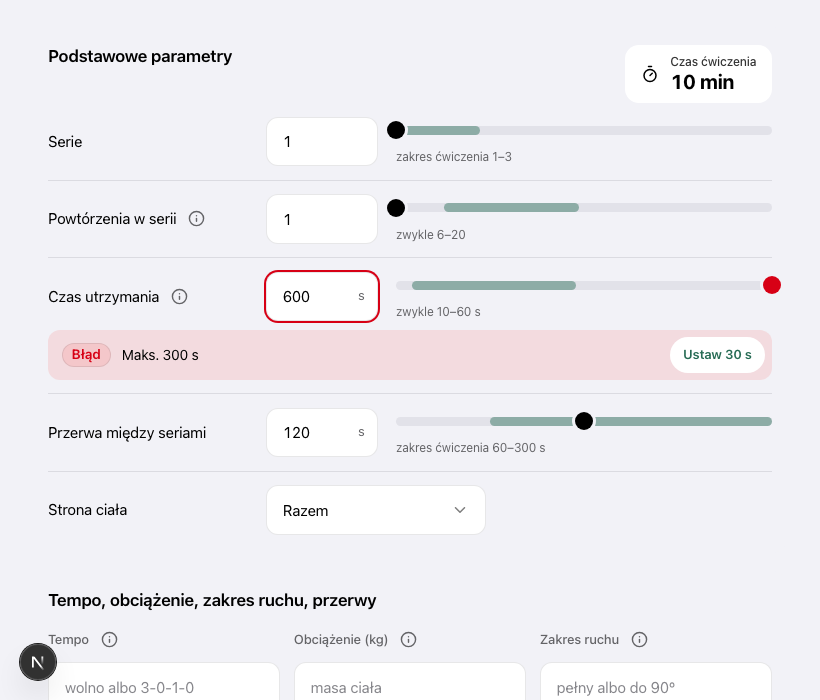 Podstawowe parametry
Czas ćwiczenia
10 min
Serie
1
zakres ćwiczenia 1–3
Powtórzenia w serii
1
zwykle 6–20
Czas utrzymania
600 s
zwykle 10–60 s
Błąd Maks. 300 s Ustaw 30 s
Przerwa między seriami
120 s
zakres ćwiczenia 60–300 s
Strona ciała
Razem
Tempo, obciążenie, zakres ruchu, przerwy
Tempo Obciążenie (kg) Zakres ruchu
N
wolno albo 3-0-1-0 masa ciała pełny albo do 90°